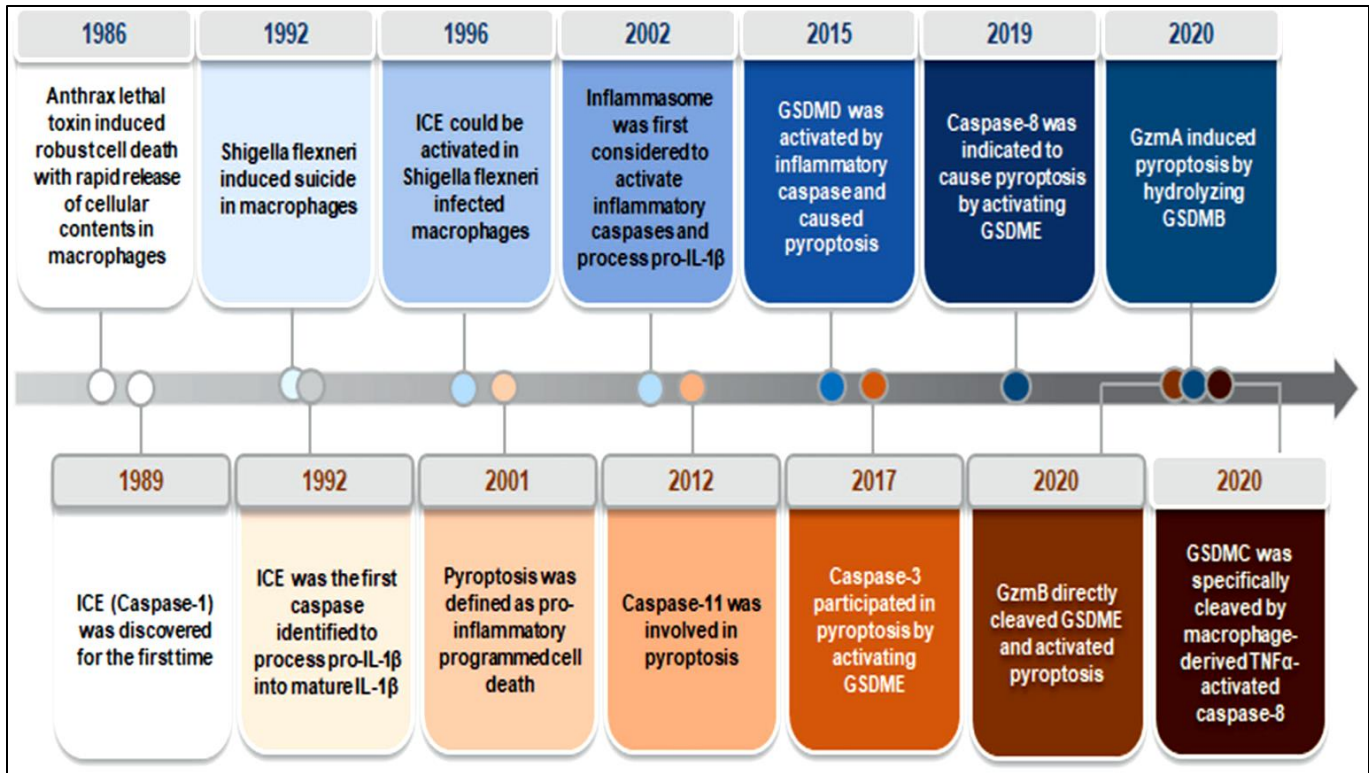 1986
Anthrax lethal
toxin induced
robust cell death
with rapid release
of cellular
contents in
macrophages
1992
Shigella flexneri
induced suicide
in macrophages
1996
ICE could be
activated in
Shigella flexneri
infected
macrophages
2002
Inflammasome
was first
considered to
activate
inflammatory
caspases and
process pro-IL-1β
2015
GSDMD was
activated by
inflammatory
caspase and
caused
pyroptosis
2019
Caspase-8 was
indicated to
cause pyroptosis
by activating
GSDME
2020
GzmA induced
pyroptosis by
hydrolyzing
GSDMB
1989
ICE (Caspase-1)
was discovered
for the first time
1992
ICE was the first
caspase
identified to
process pro-IL-1β
into mature IL-1β
2001
Pyroptosis was
defined as pro-
inflammatory
programmed cell
death
2012
Caspase-11 was
involved in
pyroptosis
2017
Caspase-3
participated in
pyroptosis by
activating
GSDME
2020
GzmB directly
cleaved GSDME
and activated
pyroptosis
2020
GSDMC was
specifically
cleaved by
macrophage-
derived TNFα-
activated
caspase-8